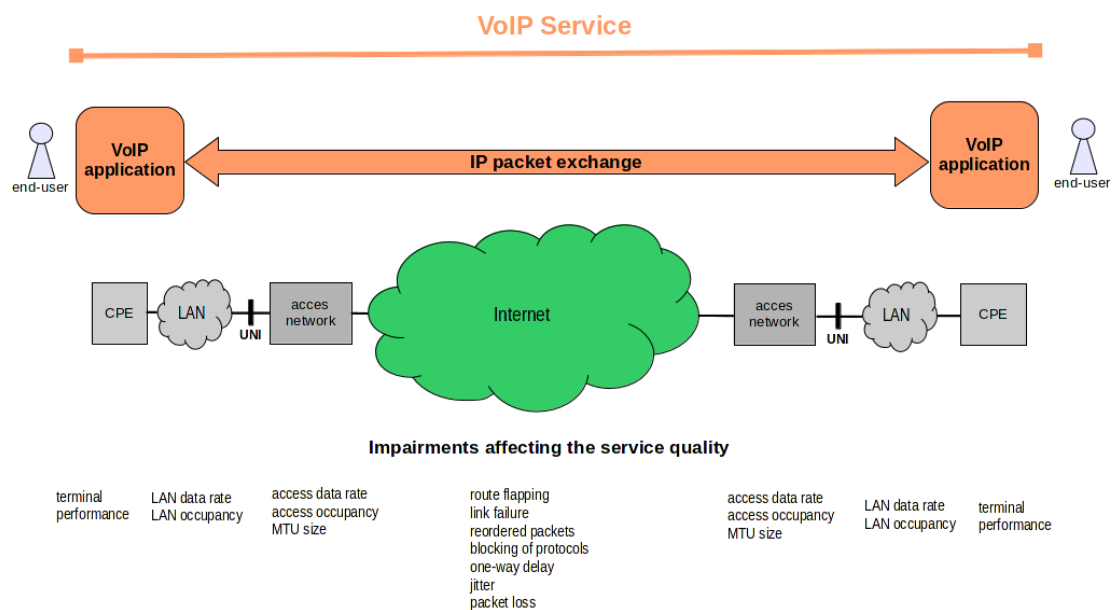 VoIP Service
VoIP
application
IP packet exchange
VoIP
application
end-user
end-user
CPE
LAN
UNI
acces
network
Internet
acces
network
UNI
LAN
CPE
Impairments affecting the service quality
terminal
performance
LAN data rate
LAN occupancy
access data rate
access occupancy
MTU size
route flapping
link failure
reordered packets
blocking of protocols
one-way delay
jitter
packet loss
access data rate
access occupancy
MTU size
LAN data rate
LAN occupancy
terminal
performance